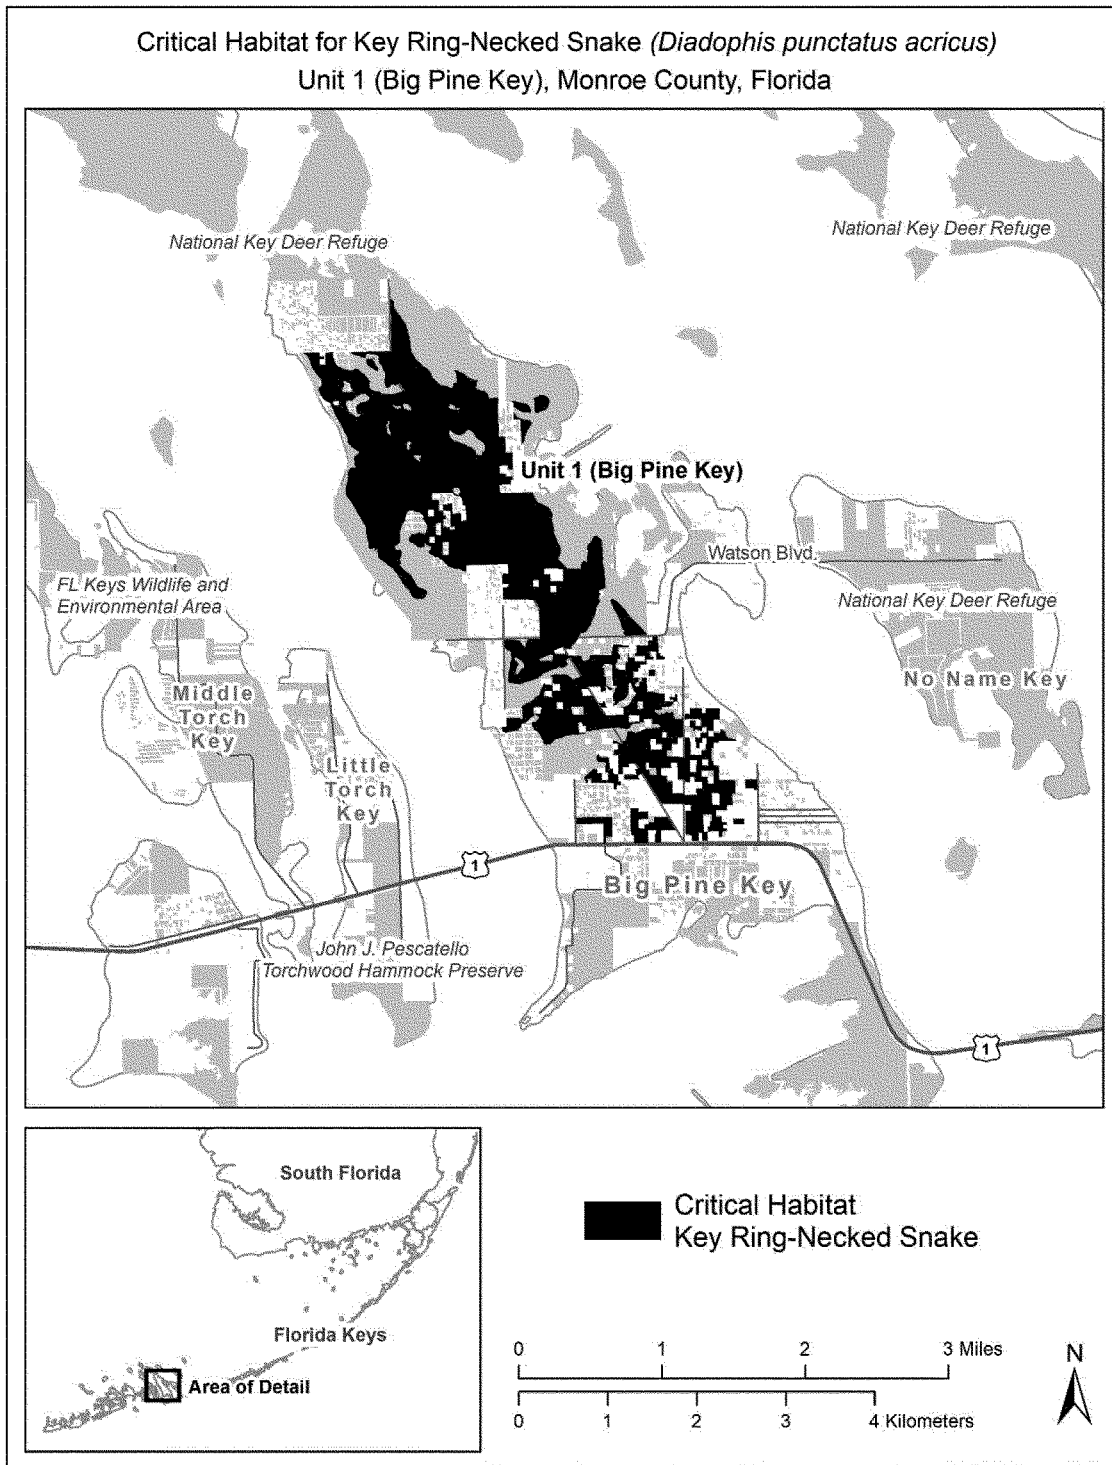 Critical Habitat for Key Ring-Necked Snake (Diadophis punctatus acricus)
Unit 1 (Big Pine Key), Monroe County, Florida
National Key Deer Refuge
National Key Deer Refuge
Unit 1 (Big Pine Key)
Watson Blvd.
FL Keys Wildlife and
Environmental Area
National Key Deer Refuge
No Name Key
Middle
Torch
Key
Little
Torch
Key
1
Big Pine Key
John J. Pescatello
Torchwood Hammock Preserve
1
South Florida
Florida Keys
Area of Detail
Critical Habitat
Key Ring-Necked Snake
0 1 2 3 Miles
0 1 2 3 4 Kilometers
N